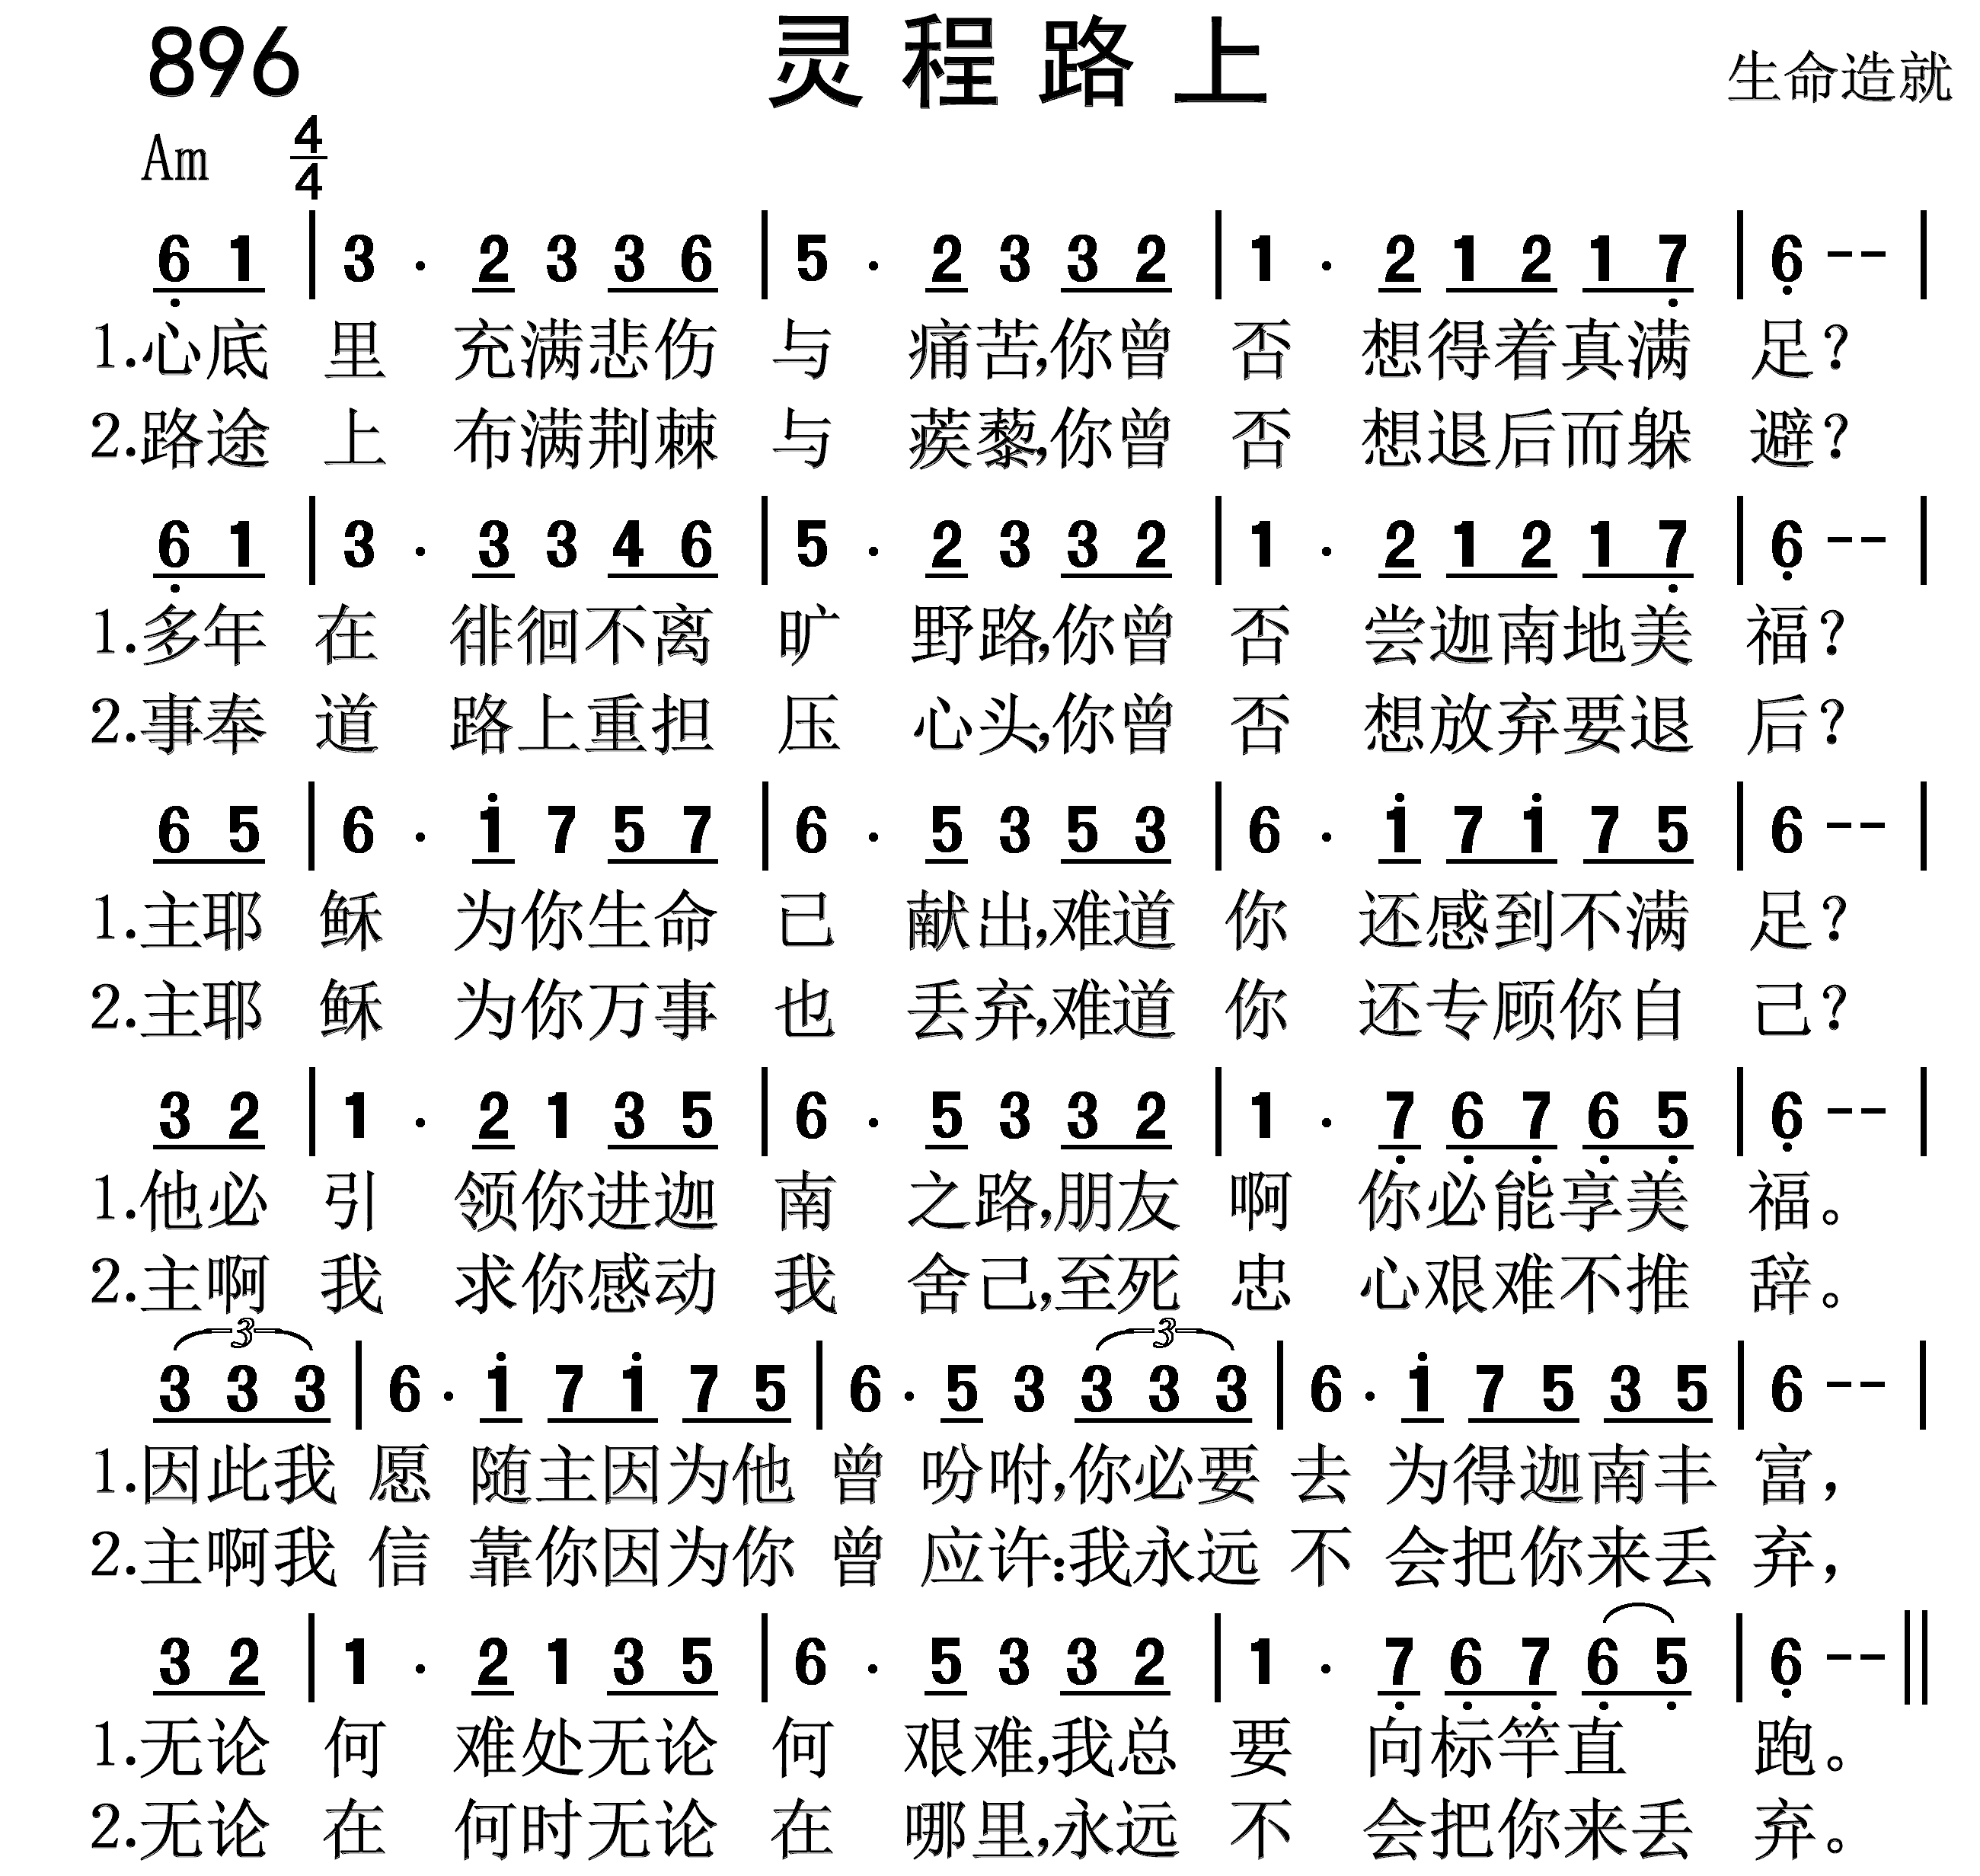 896 灵程路上 生命造就
Am 4/4
6̣ 1 | 3 · 2 3 3 6 | 5 · 2 3 3 2 | 1 · 2 1 2 1 7̣ | 6̣ -- |
1.心底里充满悲伤与痛苦,你曾否想得着真满足?
2.路途上布满荆棘与蒺藜,你曾否想退后而躲避?
6̣ 1 | 3 · 3 3 4 6 | 5 · 2 3 3 2 | 1 · 2 1 2 1 7̣ | 6̣ -- |
1.多年在徘徊不离旷野路,你曾否尝迦南地美福?
2.事奉道路上重担压心头,你曾否想放弃要退后?
6 5 | 6 · 1̇ 7 5 7 | 6 · 5 3 5 3 | 6 · 1̇ 7 1̇ 7 5 | 6 -- |
1.主耶稣为你生命已献出,难道你还感到不满足?
2.主耶稣为你万事也丢弃,难道你还专顾你自己?
3 2 | 1 · 2 1 3 5 | 6 · 5 3 3 2 | 1 · 7̣ 6̣ 7̣ 6̣ 5̣ | 6̣ -- |
1.他必引领你进迦南之路,朋友啊你必能享美福。
2.主啊我求你感动我舍己,至死忠心艰难不推辞。
3 3
3 3 3 | 6 · 1̇ 7 1̇ 7 5 | 6 · 5 3 3 3 3 | 6 · 1̇ 7 5 3 5 | 6 -- |
1.因此我愿随主因为他曾吩咐,你必要去为得迦南丰富,
2.主啊我信靠你因为你曾应许:我永远不会把你来丢弃,
3 2 | 1 · 2 1 3 5 | 6 · 5 3 3 2 | 1 · 7̣ 6̣ 7̣ 6̣ 5̣ | 6̣ -- ||
1.无论何难处无论何艰难,我总要向标竿直跑。
2.无论在何时无论在哪里,永远不会把你来丢弃。